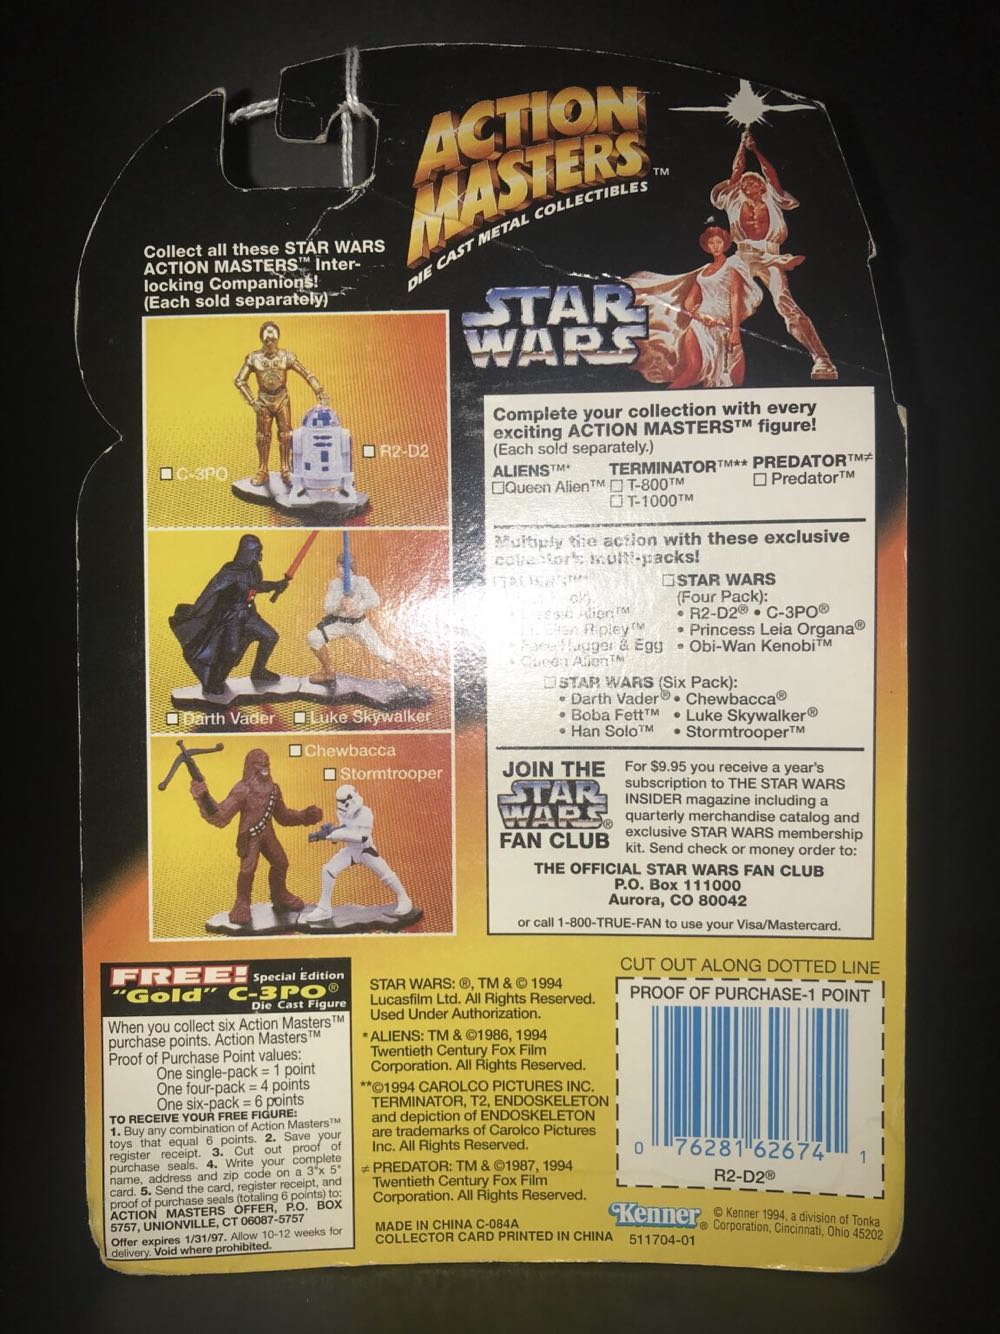 ACTION
MASTERS™
DIE CAST METAL COLLECTIBLES
STAR
WARS
Collect all these STAR WARS
ACTION MASTERS™ Inter-
locking Companions!
(Each sold separately)
C-3PO
R2-D2
Darth Vader
Luke Skywalker
Chewbacca
Stormtrooper
Complete your collection with every
exciting ACTION MASTERS™ figure!
(Each sold separately.)
ALIENS™* TERMINATOR™** PREDATOR™≠
Queen Alien™ T-800™ Predator™
T-1000™
Multiply the action with these exclusive
collector's multi-packs!
STAR WARS
(Four Pack):
• R2-D2® • C-3PO®
• Princess Leia Organa®
• Obi-Wan Kenobi™
Alien™
Ripley™
Hugger & Egg
• Queen Alien™
STAR WARS (Six Pack):
• Darth Vader® • Chewbacca®
• Boba Fett™ • Luke Skywalker®
• Han Solo™ • Stormtrooper™
JOIN THE
STAR
WARS®
FAN CLUB
For $9.95 you receive a year's
subscription to THE STAR WARS
INSIDER magazine including a
quarterly merchandise catalog and
exclusive STAR WARS membership
kit. Send check or money order to:
THE OFFICIAL STAR WARS FAN CLUB
P.O. Box 111000
Aurora, CO 80042
or call 1-800-TRUE-FAN to use your Visa/Mastercard.
FREE! Special Edition
"Gold" C-3PO®
Die Cast Figure
When you collect six Action Masters™
purchase points. Action Masters™
Proof of Purchase Point values:
One single-pack = 1 point
One four-pack = 4 points
One six-pack = 6 points
TO RECEIVE YOUR FREE FIGURE:
1. Buy any combination of Action Masters™
toys that equal 6 points. 2. Save your
register receipt. 3. Cut out proof of
purchase seals. 4. Write your complete
name, address and zip code on a 3"x 5"
card. 5. Send the card, register receipt, and
proof of purchase seals (totaling 6 points) to:
ACTION MASTERS OFFER, P.O. BOX
5757, UNIONVILLE, CT 06087-5757
Offer expires 1/31/97. Allow 10-12 weeks for
delivery. Void where prohibited.
STAR WARS: ®, TM & © 1994
Lucasfilm Ltd. All Rights Reserved.
Used Under Authorization.
* ALIENS: TM & ©1986, 1994
Twentieth Century Fox Film
Corporation. All Rights Reserved.
**©1994 CAROLCO PICTURES INC.
TERMINATOR, T2, ENDOSKELETON
and depiction of ENDOSKELETON
are trademarks of Carolco Pictures
Inc. All Rights Reserved.
≠ PREDATOR: TM & ©1987, 1994
Twentieth Century Fox Film
Corporation. All Rights Reserved.
MADE IN CHINA C-084A
COLLECTOR CARD PRINTED IN CHINA
CUT OUT ALONG DOTTED LINE
PROOF OF PURCHASE-1 POINT
0 76281 62674 1
R2-D2®
Kenner®
511704-01
© Kenner 1994, a division of Tonka
Corporation, Cincinnati, Ohio 45202